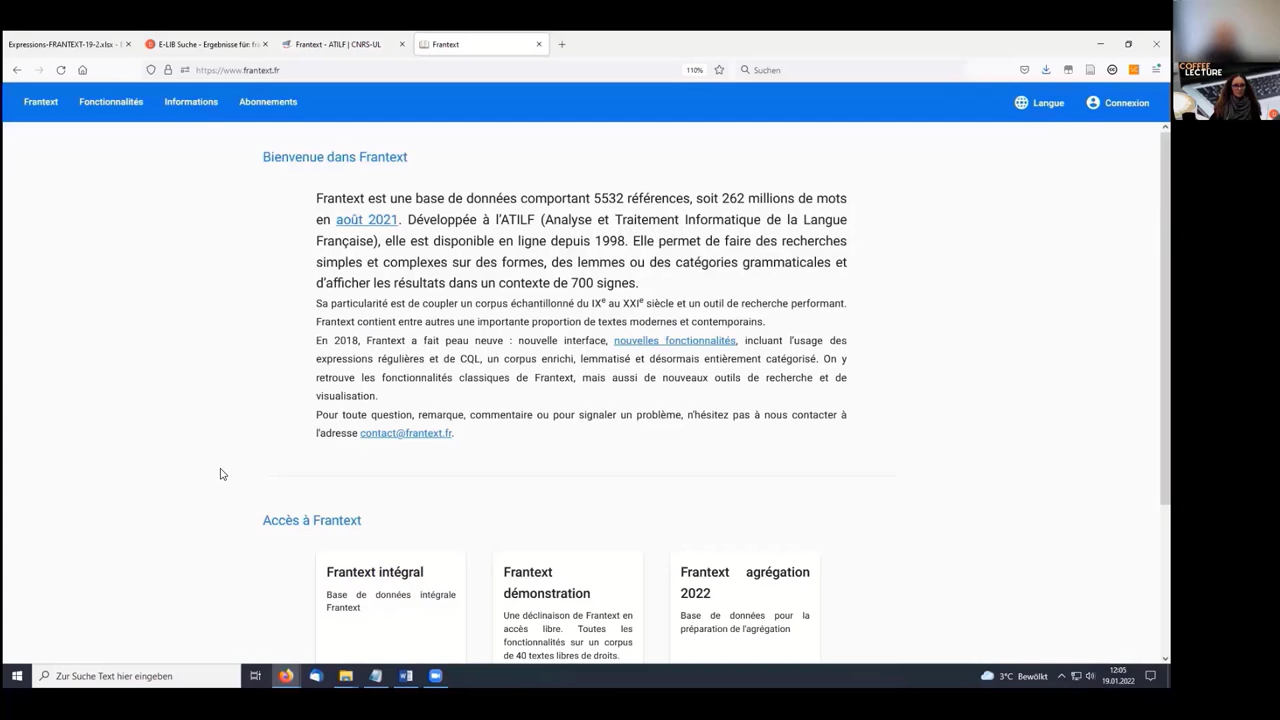 Expressions-FRANTEXT-19-2.xlsx - E
E-LIB Suche - Ergebnisse für: fra
Frantext - ATILF | CNRS-UL
Frantext
https://www.frantext.fr
110%
Suchen
Frantext
Fonctionnalités
Informations
Abonnements
Langue
Connexion
COFFEE
LECTURE
Bienvenue dans Frantext
Frantext est une base de données comportant 5532 références, soit 262 millions de mots
en août 2021. Développée à l'ATILF (Analyse et Traitement Informatique de la Langue
Française), elle est disponible en ligne depuis 1998. Elle permet de faire des recherches
simples et complexes sur des formes, des lemmes ou des catégories grammaticales et
d'afficher les résultats dans un contexte de 700 signes.
Sa particularité est de coupler un corpus échantillonné du IXe au XXIe siècle et un outil de recherche performant.
Frantext contient entre autres une importante proportion de textes modernes et contemporains.
En 2018, Frantext a fait peau neuve : nouvelle interface, nouvelles fonctionnalités, incluant l'usage des
expressions régulières et de CQL, un corpus enrichi, lemmatisé et désormais entièrement catégorisé. On y
retrouve les fonctionnalités classiques de Frantext, mais aussi de nouveaux outils de recherche et de
visualisation.
Pour toute question, remarque, commentaire ou pour signaler un problème, n'hésitez pas à nous contacter à
l'adresse contact@frantext.fr.
Accès à Frantext
Frantext intégral
Base de données intégrale
Frantext
Frantext
démonstration
Une déclinaison de Frantext en
accès libre. Toutes les
fonctionnalités sur un corpus
de 40 textes libres de droits.
Frantext agrégation
2022
Base de données pour la
préparation de l'agrégation
Zur Suche Text hier eingeben
3°C Bewölkt
12:05
19.01.2022